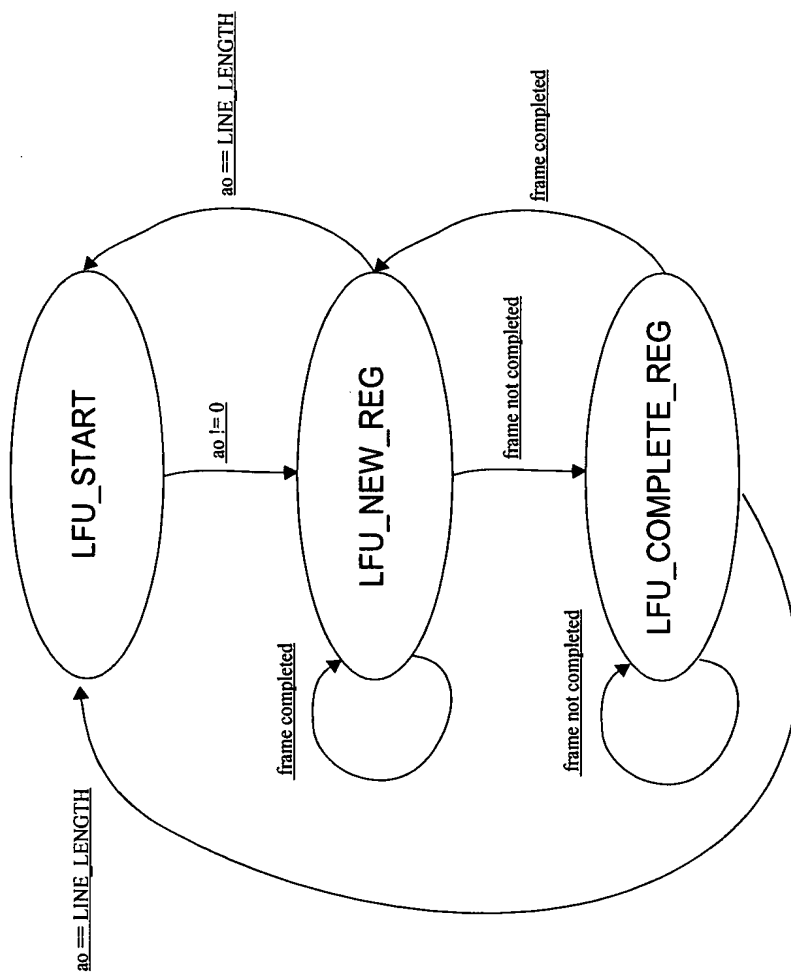 ao == LINE_LENGTH
LFU_START
ao == LINE_LENGTH
ao != 0
frame completed
LFU_NEW_REG
frame completed
frame not completed
frame not completed
LFU_COMPLETE_REG